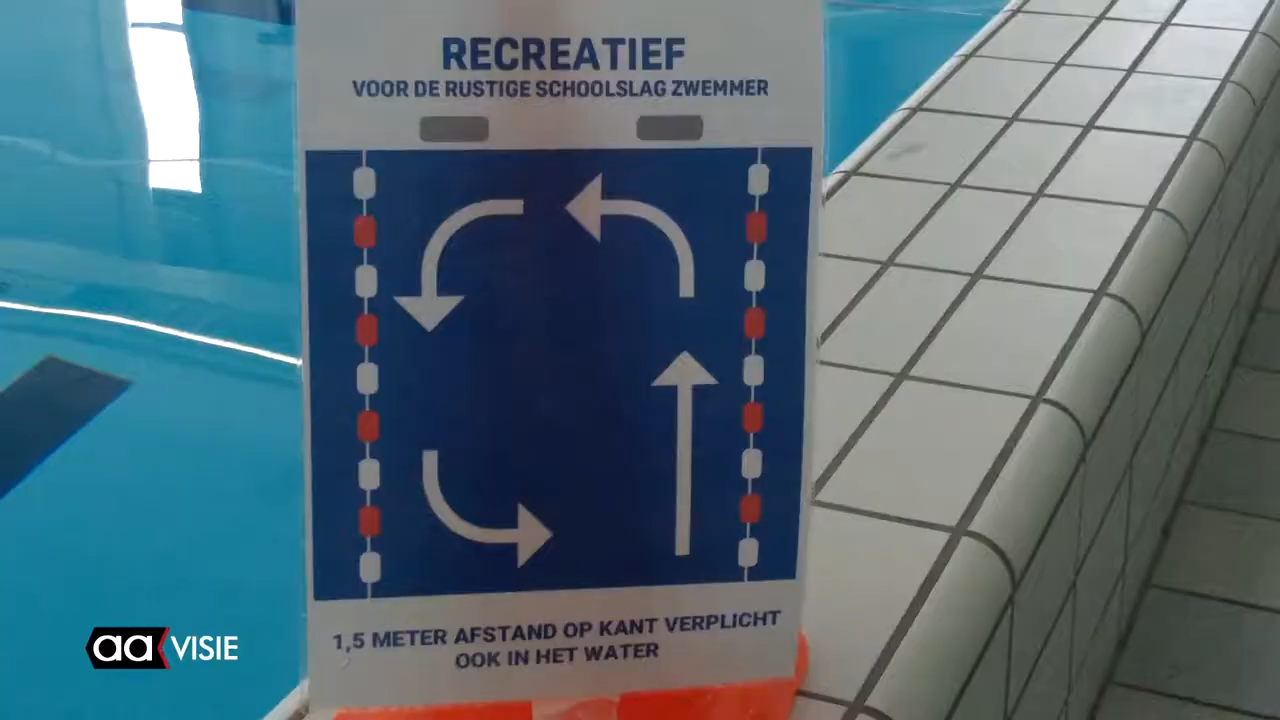 RECREATIEF
VOOR DE RUSTIGE SCHOOLSLAG ZWEMMER
1,5 METER AFSTAND OP KANT VERPLICHT
OOK IN HET WATER
aa VISIE